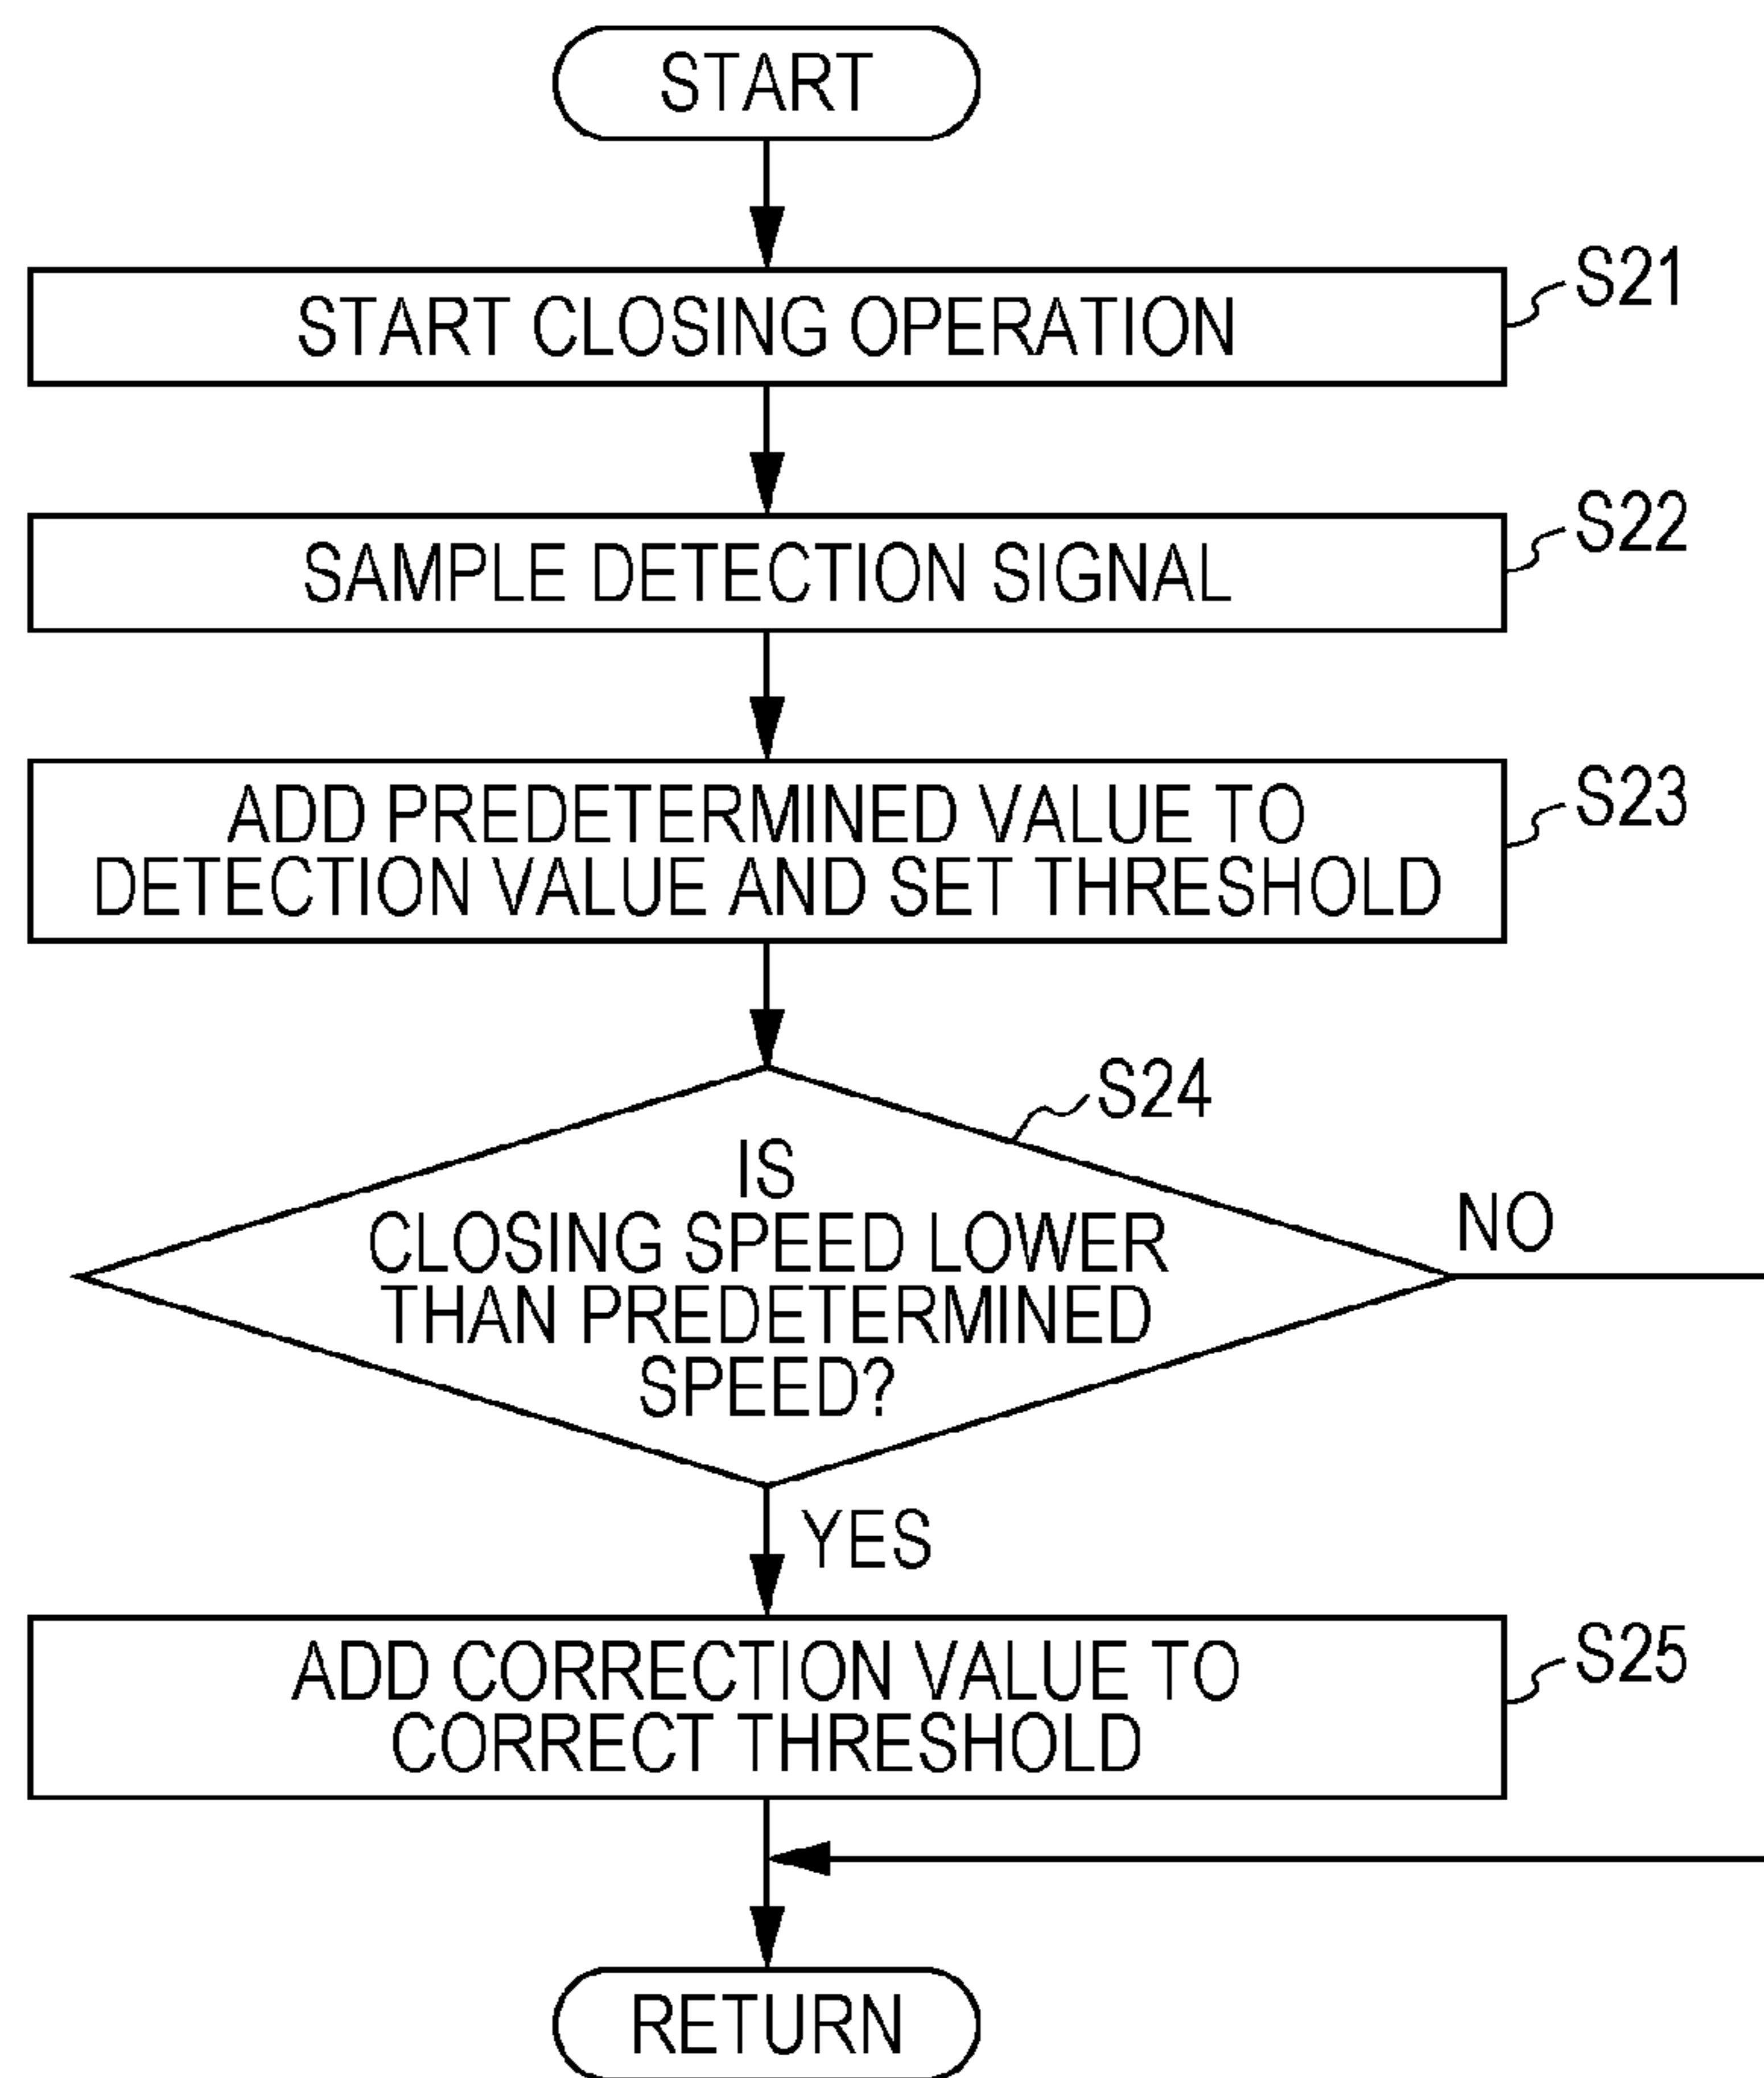 START
START CLOSING OPERATION
S21
SAMPLE DETECTION SIGNAL
S22
ADD PREDETERMINED VALUE TO
DETECTION VALUE AND SET THRESHOLD
S23
S24
IS
CLOSING SPEED LOWER
THAN PREDETERMINED
SPEED?
NO
YES
ADD CORRECTION VALUE TO
CORRECT THRESHOLD
S25
RETURN